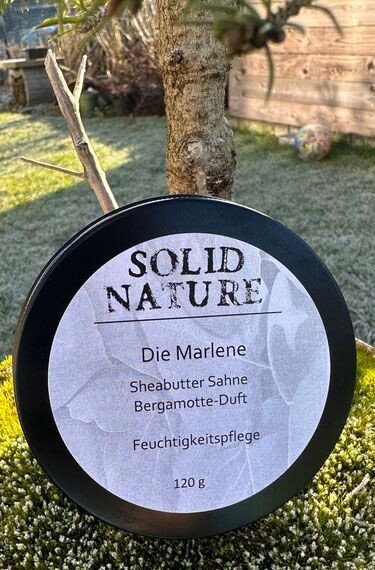 SOLID
NATURE
Die Marlene
Sheabutter Sahne
Bergamotte-Duft
Feuchtigkeitspflege
120 g